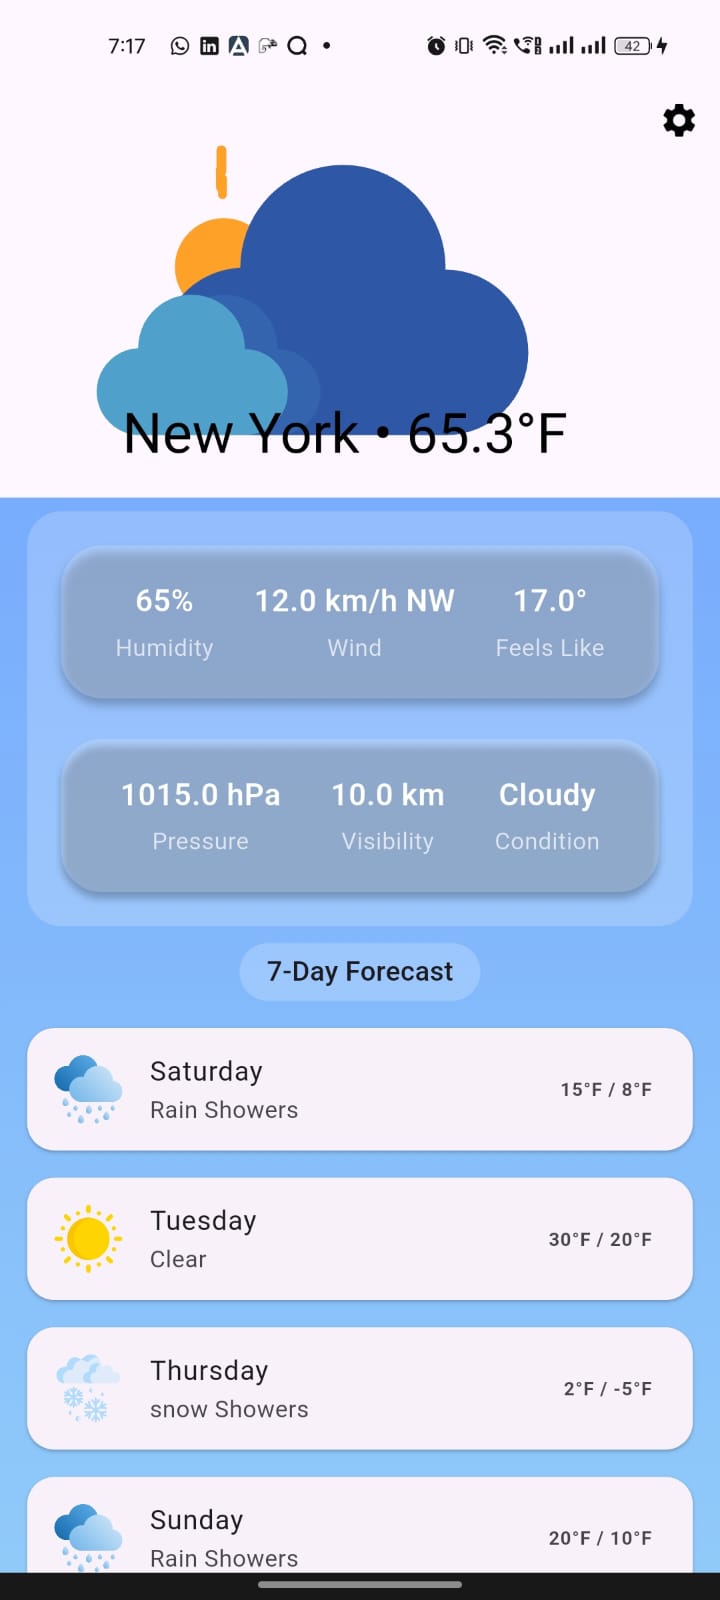 7:17
42
New York • 65.3°F
65% 12.0 km/h NW 17.0°
Humidity Wind Feels Like
1015.0 hPa 10.0 km Cloudy
Pressure Visibility Condition
7-Day Forecast
Saturday
Rain Showers
15°F / 8°F
Tuesday
Clear
30°F / 20°F
Thursday
snow Showers
2°F / -5°F
Sunday
Rain Showers
20°F / 10°F